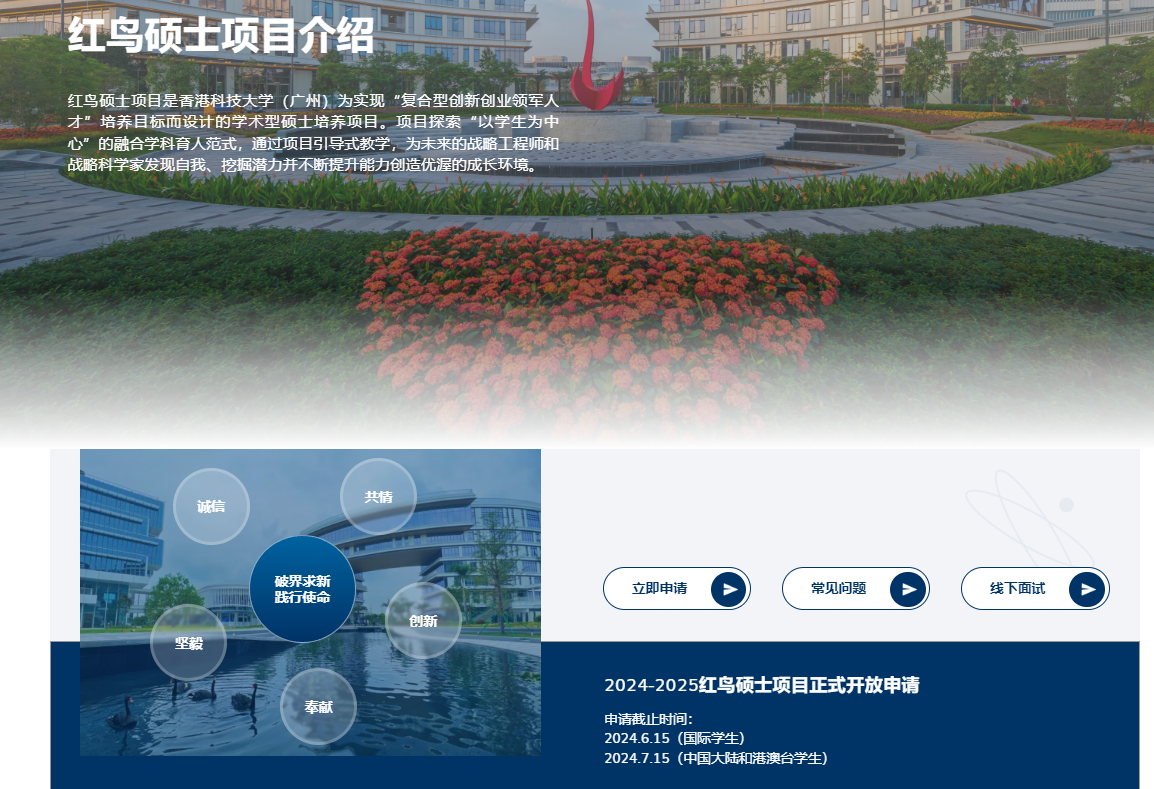 红鸟硕士项目介绍
红鸟硕士项目是香港科技大学（广州）为实现“复合型创新创业领军人
才”培养目标而设计的学术型硕士培养项目。项目探索“以学生为中
心”的融合学科育人范式，通过项目引导式教学，为未来的战略工程师和
战略科学家发现自我、挖掘潜力并不断提升能力创造优渥的成长环境。
诚信
共情
破界求新
践行使命
创新
坚毅
奉献
立即申请
常见问题
线下面试
2024-2025红鸟硕士项目正式开放申请
申请截止时间：
2024.6.15（国际学生）
2024.7.15（中国大陆和港澳台学生）